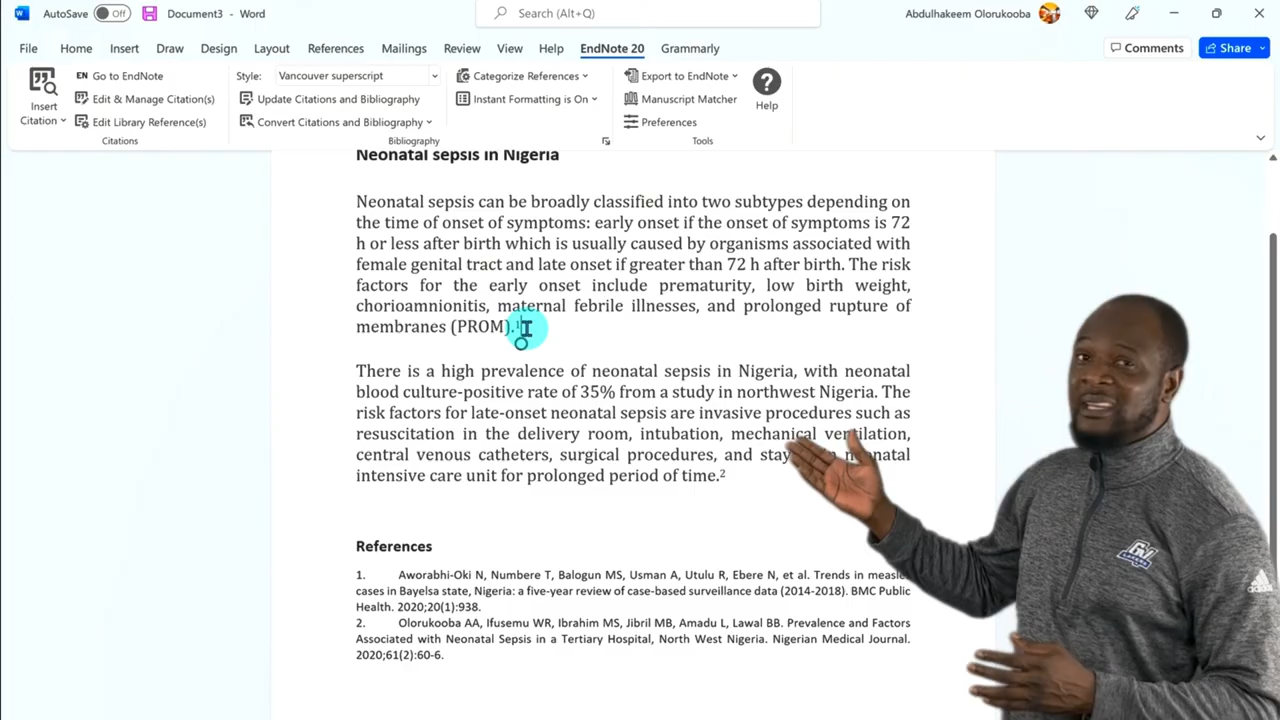 AutoSave Off Document3 - Word Search (Alt+Q) Abdulhakeem Olorukooba
File Home Insert Draw Design Layout References Mailings Review View Help EndNote 20 Grammarly Comments Share
Insert Citation
EN Go to EndNote
Edit & Manage Citation(s)
Edit Library Reference(s)
Citations
Style: Vancouver superscript
Update Citations and Bibliography
Convert Citations and Bibliography
Categorize References
Instant Formatting is On
Bibliography
Export to EndNote
Manuscript Matcher
Preferences
Help
Tools
Neonatal sepsis in Nigeria
Neonatal sepsis can be broadly classified into two subtypes depending on
the time of onset of symptoms: early onset if the onset of symptoms is 72
h or less after birth which is usually caused by organisms associated with
female genital tract and late onset if greater than 72 h after birth. The risk
factors for the early onset include prematurity, low birth weight,
chorioamnionitis, maternal febrile illnesses, and prolonged rupture of
membranes (PROM).¹
There is a high prevalence of neonatal sepsis in Nigeria, with neonatal
blood culture-positive rate of 35% from a study in northwest Nigeria. The
risk factors for late-onset neonatal sepsis are invasive procedures such as
resuscitation in the delivery room, intubation, mechanical ventilation,
central venous catheters, surgical procedures, and stay neonatal
intensive care unit for prolonged period of time.²
References
1. Aworabhi-Oki N, Numbere T, Balogun MS, Usman A, Utulu R, Ebere N, et al. Trends in
cases in Bayelsa state, Nigeria: a five-year review of case-based surveillance data (2014-2018). BMC Public
Health. 2020;20(1):938.
2. Olorukooba AA, Ifusemu WR, Ibrahim MS, Jibril MB, Amadu L, Lawal BB. Prevalence and Factors
Associated with Neonatal Sepsis in a Tertiary Hospital, North West Nigeria. Nigerian Medical Journal.
2020;61(2):60-6.
GV
LAKERS
adidas